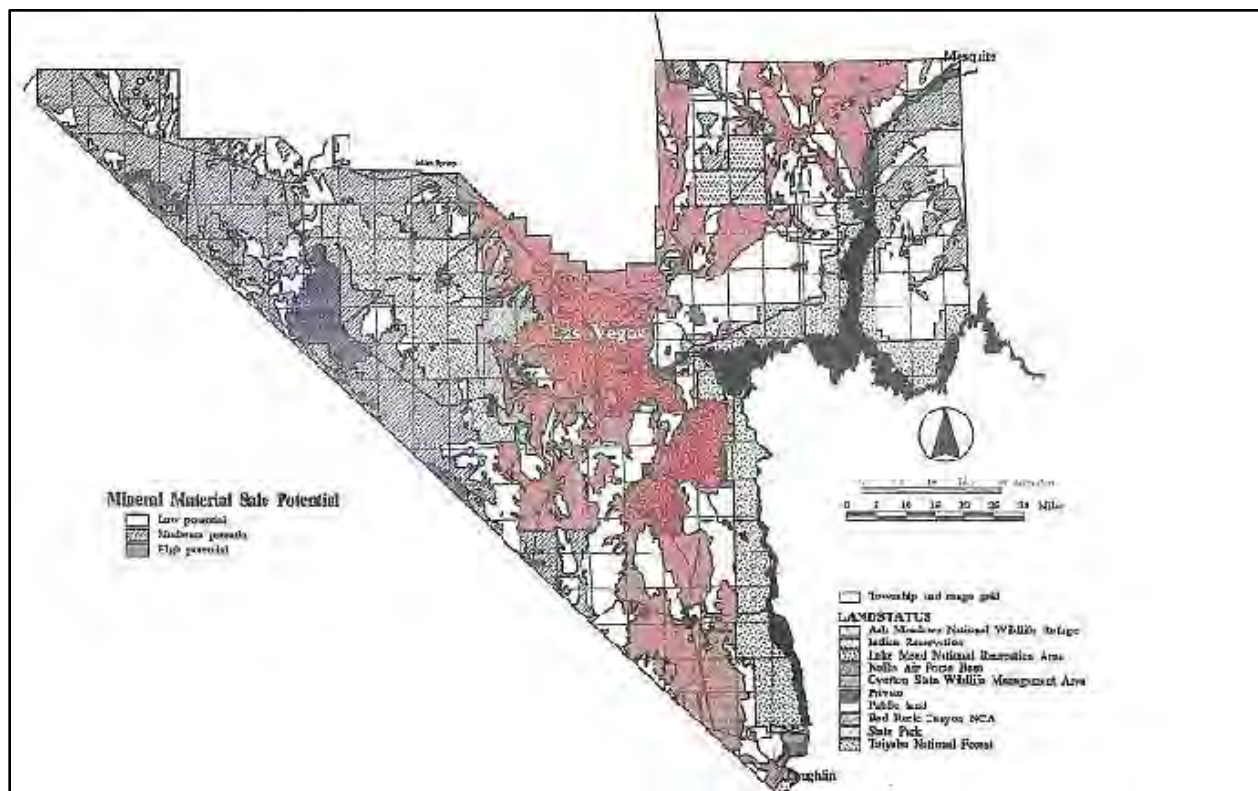 Mesquite
Indian Springs
Las Vegas
Mineral Material Sale Potential
Low potential
Moderate potential
High potential
Miles
Township and range grid
LANDSTATUS
Ash Meadows National Wildlife Refuge
Indian Reservation
Lake Mead National Recreation Area
Nellis Air Force Base
Overton State Wildlife Management Area
Private
Public land
Red Rock Canyon NCA
State Park
Toiyabe National Forest
Laughlin